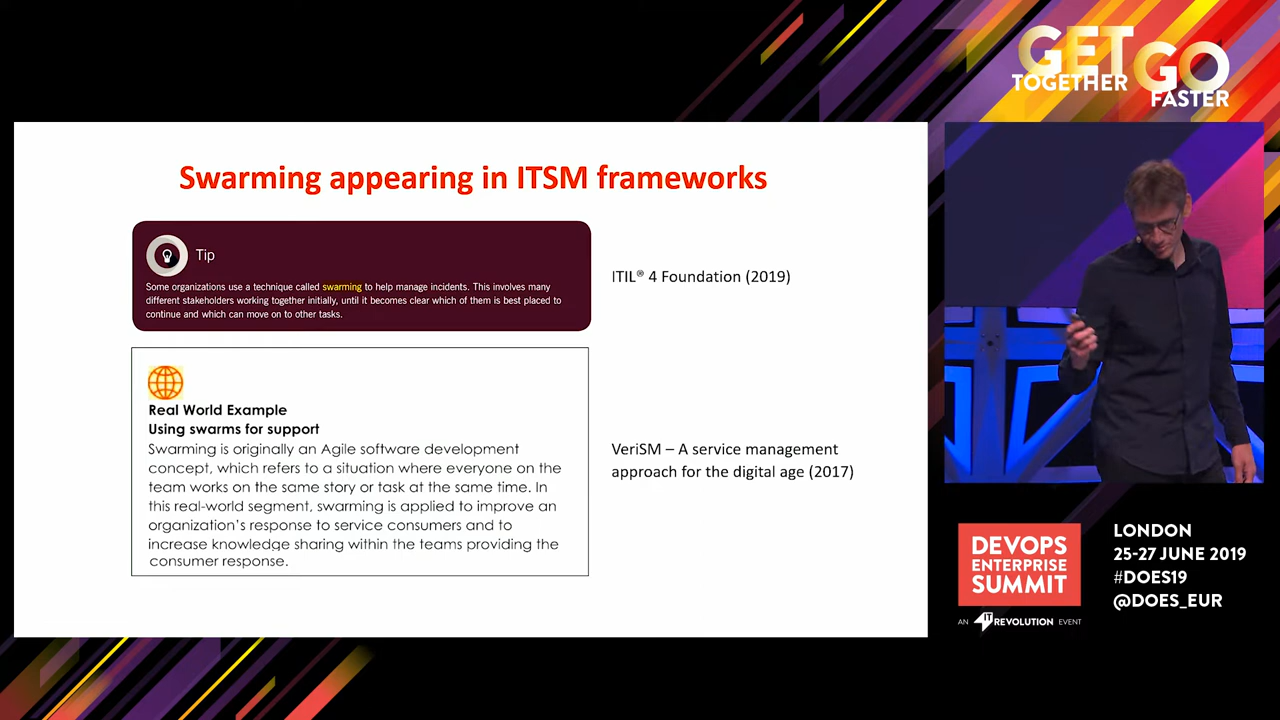 GET
TOGETHER GO
FASTER
Swarming appearing in ITSM frameworks
Tip
Some organizations use a technique called swarming to help manage incidents. This involves many
different stakeholders working together initially, until it becomes clear which of them is best placed to
continue and which can move on to other tasks.
ITIL® 4 Foundation (2019)
Real World Example
Using swarms for support
Swarming is originally an Agile software development
concept, which refers to a situation where everyone on the
team works on the same story or task at the same time. In
this real-world segment, swarming is applied to improve an
organization's response to service consumers and to
increase knowledge sharing within the teams providing the
consumer response.
VeriSM – A service management
approach for the digital age (2017)
DEVOPS
ENTERPRISE
SUMMIT
AN IT REVOLUTION EVENT
LONDON
25-27 JUNE 2019
#DOES19
@DOES_EUR